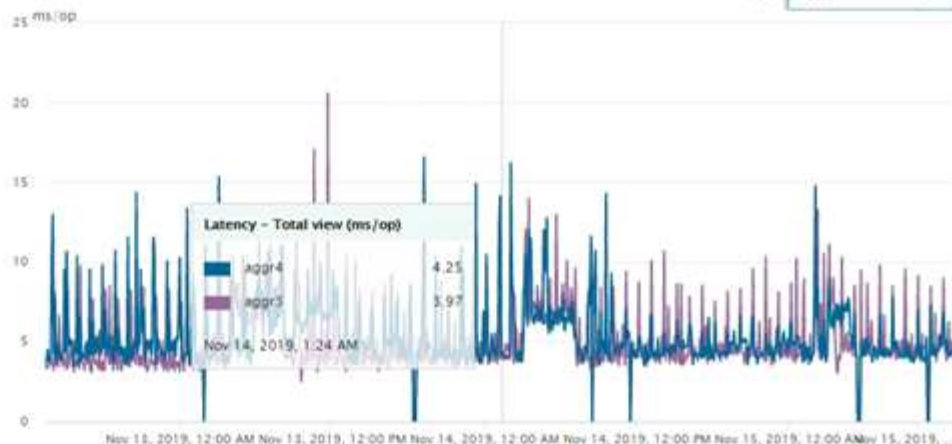 ms/op
25
20
15
10
5
0
Latency - Total view (ms/op)
aggr4 4.25
aggr3 3.97
Nov 14, 2019, 1:24 AM
Nov 13, 2019, 12:00 AM Nov 13, 2019, 12:00 PM Nov 14, 2019, 12:00 AM Nov 14, 2019, 12:00 PM Nov 15, 2019, 12:00 AM Nov 15, 2019,